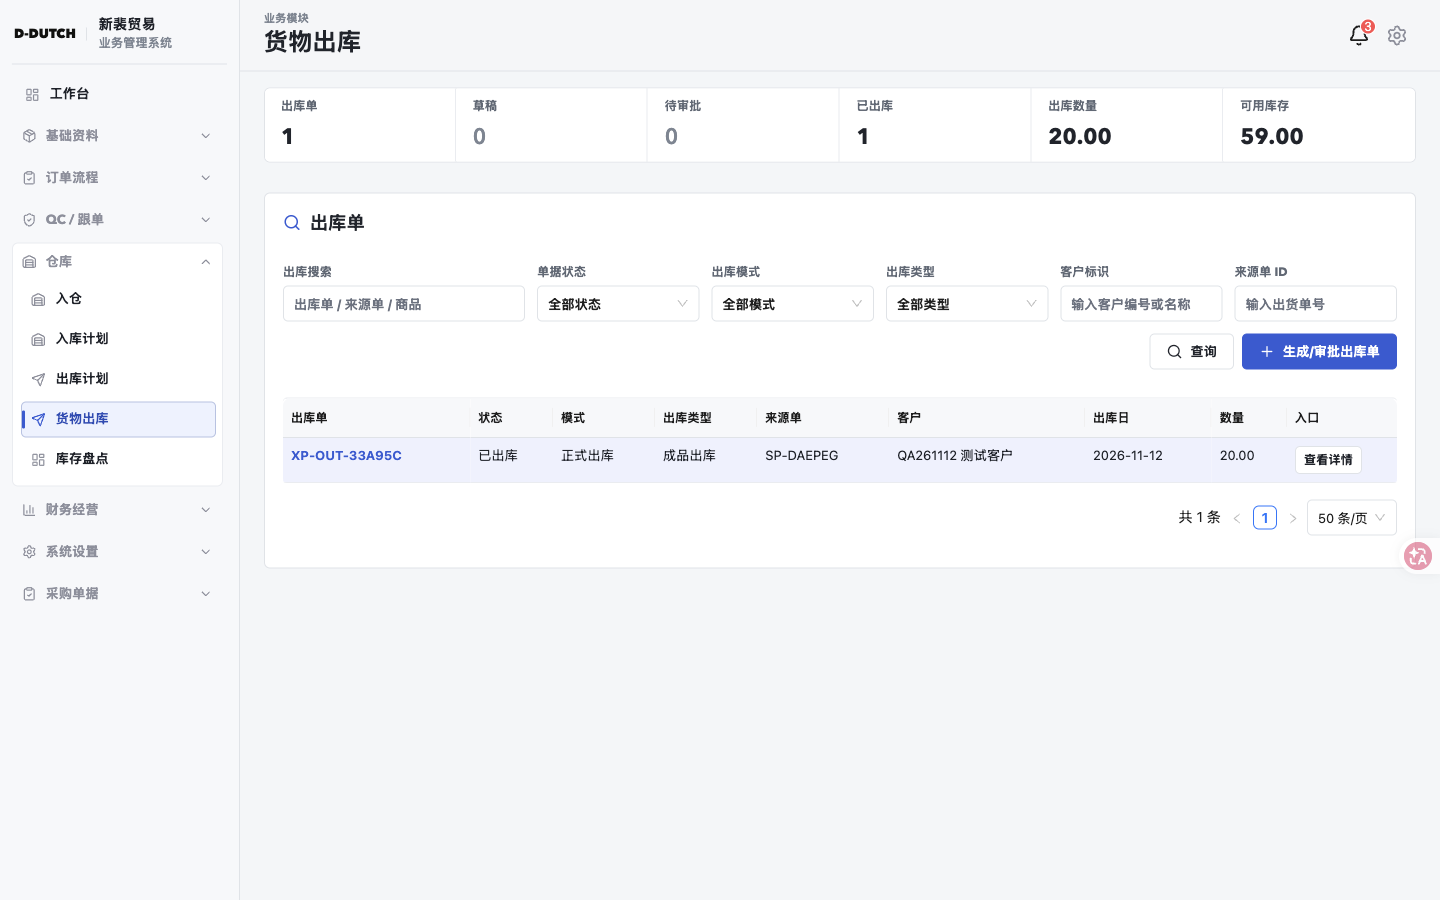 D-DUTCH
新裴贸易
业务管理系统
工作台
基础资料
订单流程
QC / 跟单
仓库
入仓
入库计划
出库计划
货物出库
库存盘点
财务经营
系统设置
采购单据
业务模块
货物出库
3
出库单 草稿 待审批 已出库 出库数量 可用库存
1 0 0 1 20.00 59.00
出库单
出库搜索 单据状态 出库模式 出库类型 客户标识 来源单 ID
出库单 / 来源单 / 商品 全部状态 全部模式 全部类型 输入客户编号或名称 输入出货单号
查询 生成/审批出库单
出库单 状态 模式 出库类型 来源单 客户 出库日 数量 入口
XP-OUT-33A95C 已出库 正式出库 成品出库 SP-DAEPEG QA261112 测试客户 2026-11-12 20.00 查看详情
共 1 条 1 50 条/页